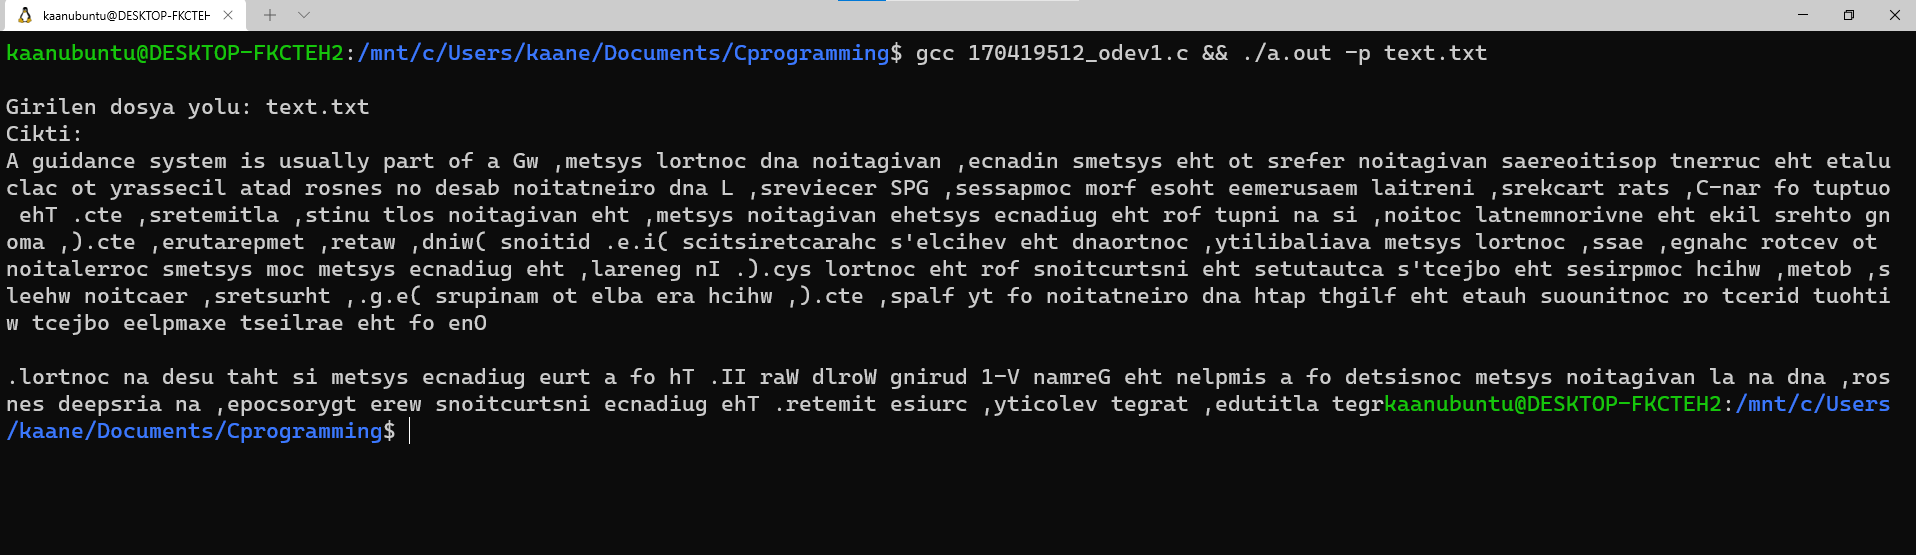 kaanubuntu@DESKTOP-FKCTEH
kaanubuntu@DESKTOP-FKCTEH2:/mnt/c/Users/kaane/Documents/Cprogramming$ gcc 170419512_odev1.c && ./a.out -p text.txt
Girilen dosya yolu: text.txt
Cikti:
A guidance system is usually part of a Gw ,metsys lortnoc dna noitagivan ,ecnadin smetsys eht ot srefer noitagivan saereoitisop tnerruc eht etalu
clac ot yrassecil atad rosnes no desab noitatneiro dna L ,sreviecer SPG ,sessapmoc morf esoht eemerusaem laitreni ,srekcart rats ,C-nar fo tuptuo
 ehT .cte ,sretemitla ,stinu tlos noitagivan eht ,metsys noitagivan ehetsys ecnadiug eht rof tupni na si ,noitoc latnemnorivne eht ekil srehto gn
oma ,).cte ,erutarepmet ,retaw ,dniw( snoitid .e.i( scitsiretcarahc s'elcihev eht dnaortnoc ,ytilibaliava metsys lortnoc ,ssae ,egnahc rotcev ot
noitalerroc smetsys moc metsys ecnadiug eht ,lareneg nI .).cys lortnoc eht rof snoitcurtsni eht setutautca s'tcejbo eht sesirpmoc hcihw ,metob ,s
leehw noitcaer ,sretsurht ,.g.e( srupinam ot elba era hcihw ,).cte ,spalf yt fo noitatneiro dna htap thgilf eht etauh suounitnoc ro tcerid tuohti
w tcejbo eelpmaxe tseilrae eht fo enO
.lortnoc na desu taht si metsys ecnadiug eurt a fo hT .II raW dlroW gnirud 1-V namreG eht nelpmis a fo detsisnoc metsys noitagivan la na dna ,ros
nes deepsria na ,epocsorygt erew snoitcurtsni ecnadiug ehT .retemit esiurc ,yticolev tegrat ,edutitla tegrkaanubuntu@DESKTOP-FKCTEH2:/mnt/c/Users
/kaane/Documents/Cprogramming$